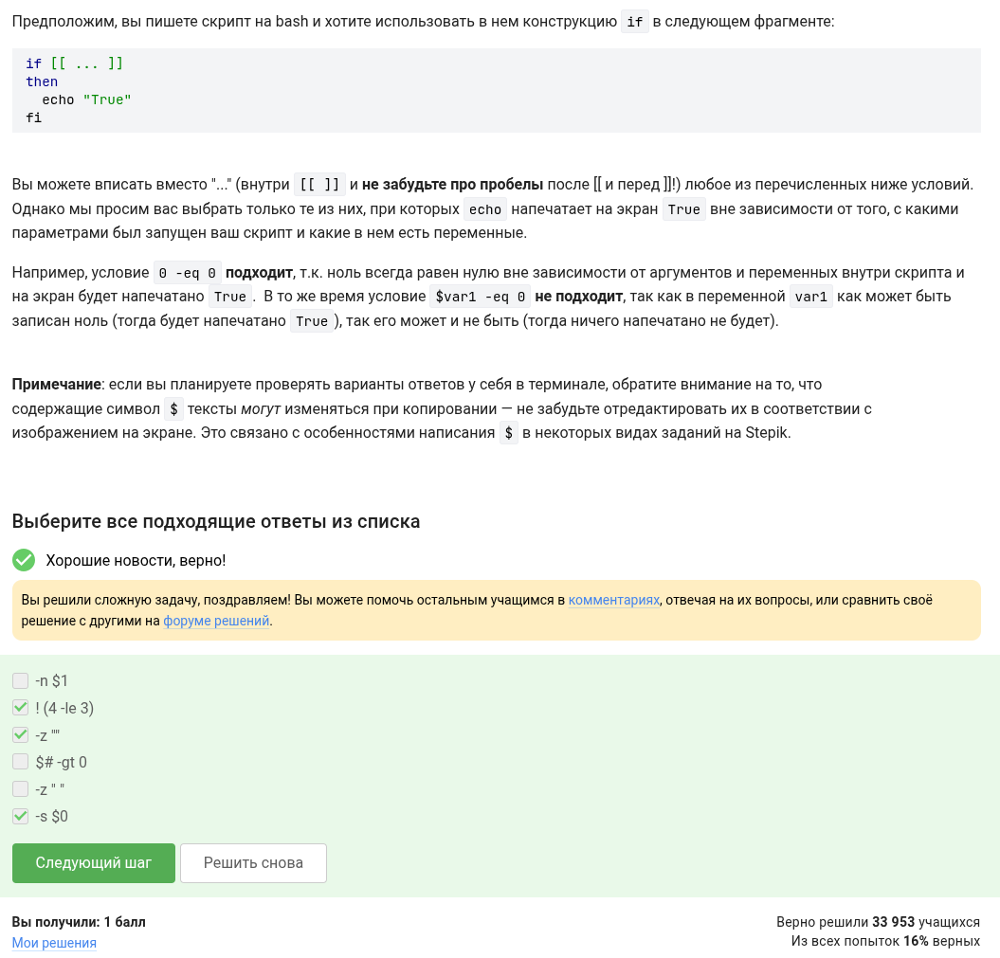 Предположим, вы пишете скрипт на bash и хотите использовать в нем конструкцию if в следующем фрагменте:
if [[ ... ]]
then
  echo "True"
fi
Вы можете вписать вместо "..." (внутри [[ ]] и не забудьте про пробелы после [[ и перед ]]!) любое из перечисленных ниже условий.
Однако мы просим вас выбрать только те из них, при которых echo напечатает на экран True вне зависимости от того, с какими
параметрами был запущен ваш скрипт и какие в нем есть переменные.
Например, условие 0 -eq 0 подходит, т.к. ноль всегда равен нулю вне зависимости от аргументов и переменных внутри скрипта и
на экран будет напечатано True. В то же время условие $var1 -eq 0 не подходит, так как в переменной var1 как может быть
записан ноль (тогда будет напечатано True), так его может и не быть (тогда ничего напечатано не будет).
Примечание: если вы планируете проверять варианты ответов у себя в терминале, обратите внимание на то, что
содержащие символ $ тексты могут изменяться при копировании — не забудьте отредактировать их в соответствии с
изображением на экране. Это связано с особенностями написания $ в некоторых видах заданий на Stepik.
Выберите все подходящие ответы из списка
Хорошие новости, верно!
Вы решили сложную задачу, поздравляем! Вы можете помочь остальным учащимся в комментариях, отвечая на их вопросы, или сравнить своё
решение с другими на форуме решений.
-n $1
! (4 -le 3)
-z ""
$# -gt 0
-z " "
-s $0
Следующий шаг
Решить снова
Вы получили: 1 балл
Мои решения
Верно решили 33 953 учащихся
Из всех попыток 16% верных